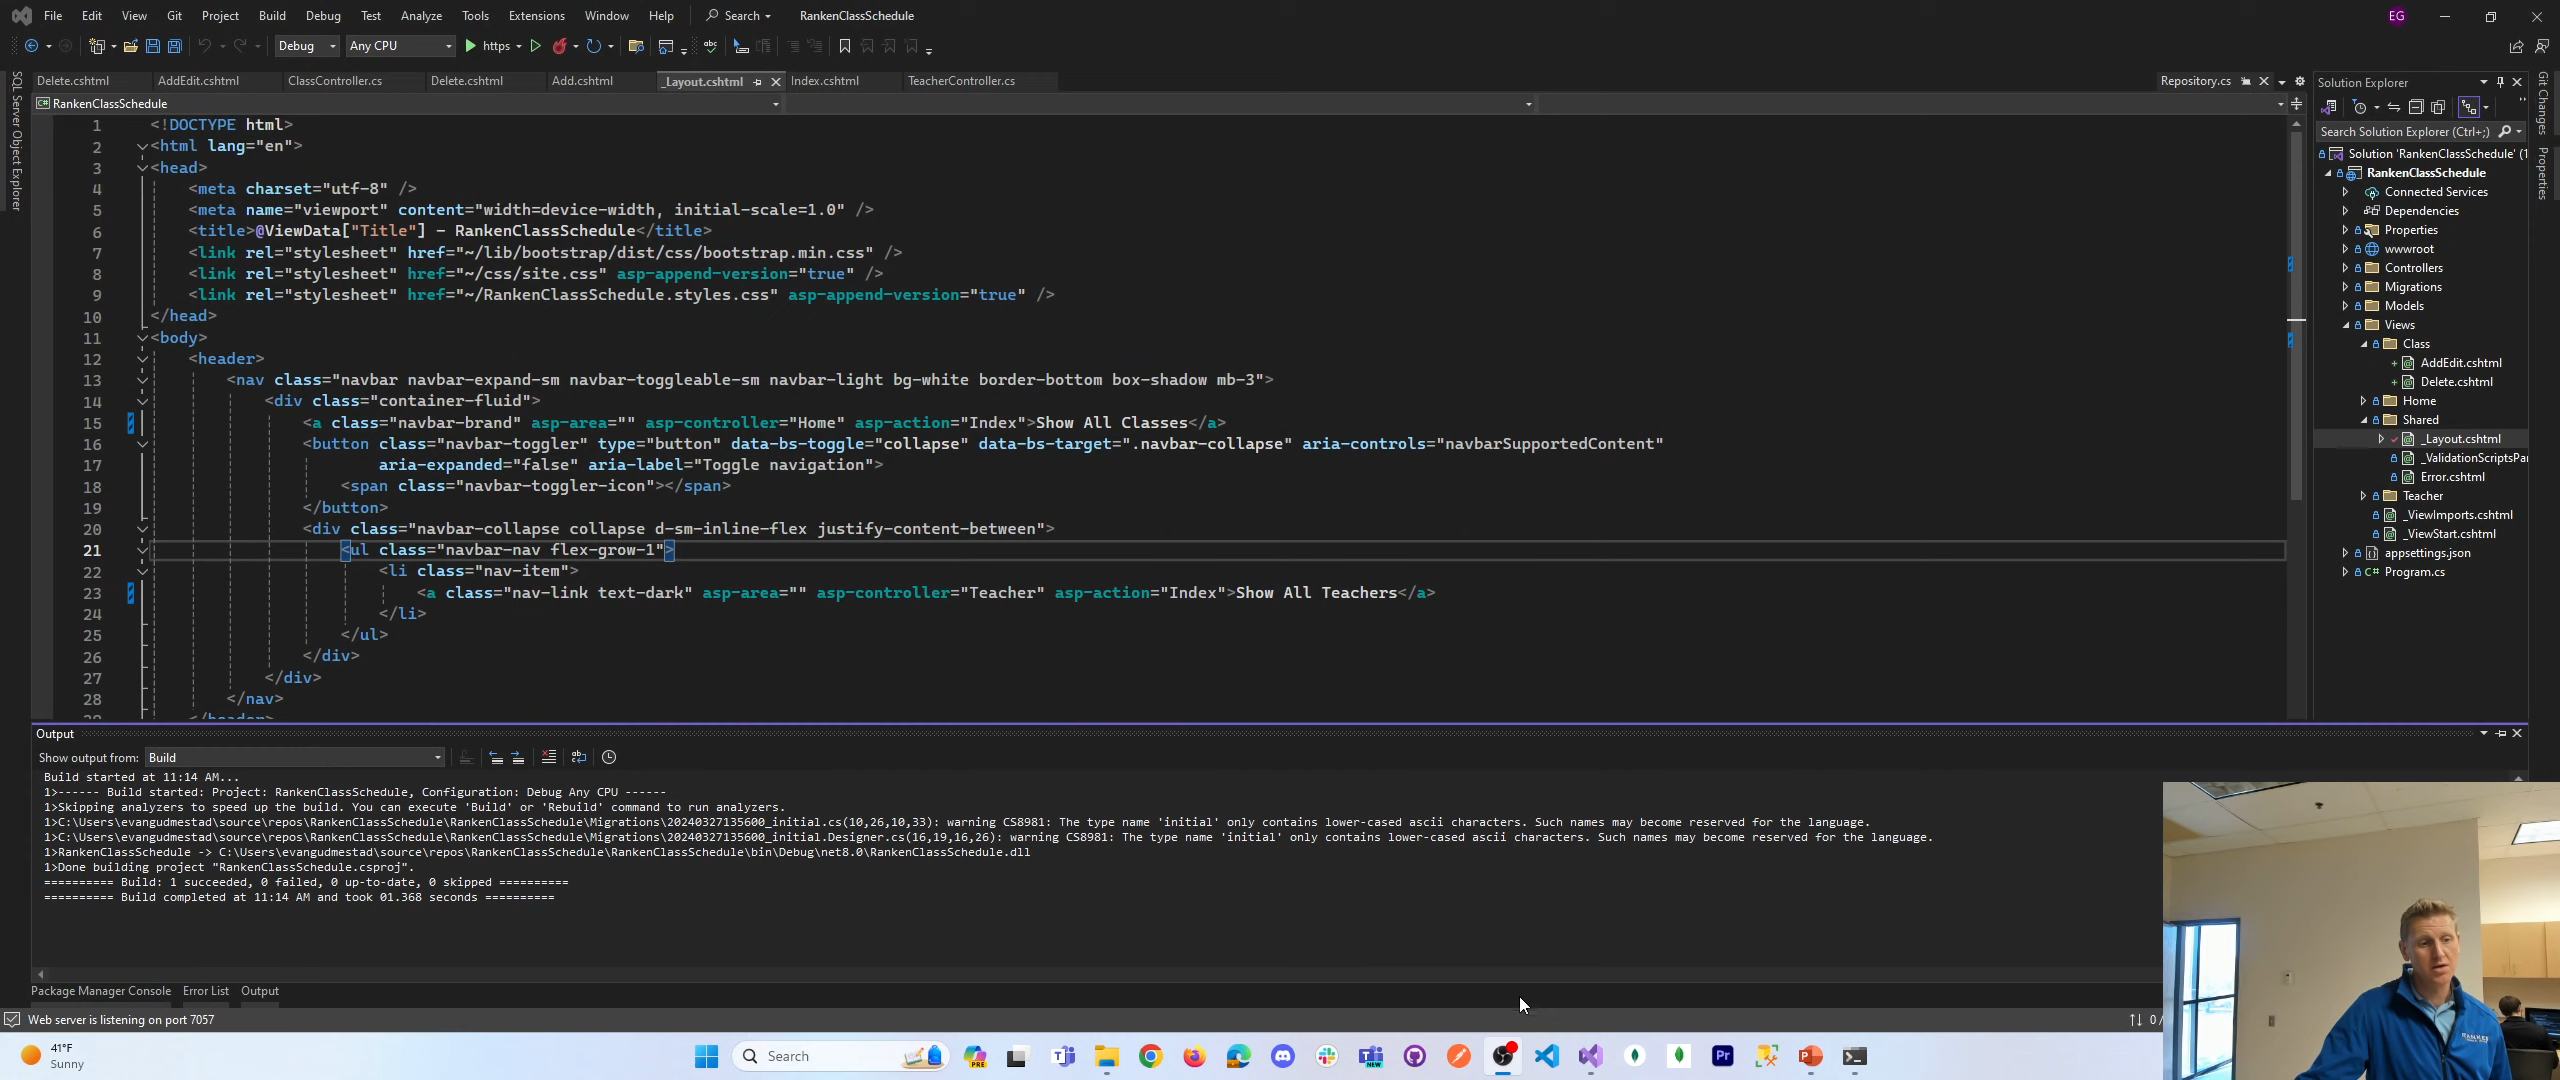 File Edit View Git Project Build Debug Test Analyze Tools Extensions Window Help Search RankenClassSchedule EG
Debug Any CPU https
Delete.cshtml AddEdit.cshtml ClassController.cs Delete.cshtml Add.cshtml _Layout.cshtml Index.cshtml TeacherController.cs Repository.cs
RankenClassSchedule
SQL Server Object Explorer
1 <!DOCTYPE html>
2 <html lang="en">
3 <head>
4 <meta charset="utf-8" />
5 <meta name="viewport" content="width=device-width, initial-scale=1.0" />
6 <title>@ViewData["Title"] - RankenClassSchedule</title>
7 <link rel="stylesheet" href="~/lib/bootstrap/dist/css/bootstrap.min.css" />
8 <link rel="stylesheet" href="~/css/site.css" asp-append-version="true" />
9 <link rel="stylesheet" href="~/RankenClassSchedule.styles.css" asp-append-version="true" />
10 </head>
11 <body>
12 <header>
13 <nav class="navbar navbar-expand-sm navbar-toggleable-sm navbar-light bg-white border-bottom box-shadow mb-3">
14 <div class="container-fluid">
15 <a class="navbar-brand" asp-area="" asp-controller="Home" asp-action="Index">Show All Classes</a>
16 <button class="navbar-toggler" type="button" data-bs-toggle="collapse" data-bs-target=".navbar-collapse" aria-controls="navbarSupportedContent"
17 aria-expanded="false" aria-label="Toggle navigation">
18 <span class="navbar-toggler-icon"></span>
19 </button>
20 <div class="navbar-collapse collapse d-sm-inline-flex justify-content-between">
21 <ul class="navbar-nav flex-grow-1">
22 <li class="nav-item">
23 <a class="nav-link text-dark" asp-area="" asp-controller="Teacher" asp-action="Index">Show All Teachers</a>
24 </li>
25 </ul>
26 </div>
27 </div>
28 </nav>
Solution Explorer
Search Solution Explorer (Ctrl+;)
Solution 'RankenClassSchedule' (1
RankenClassSchedule
Connected Services
Dependencies
Properties
wwwroot
Controllers
Migrations
Models
Views
Class
AddEdit.cshtml
Delete.cshtml
Home
Shared
_Layout.cshtml
_ValidationScriptsPar
Error.cshtml
Teacher
_ViewImports.cshtml
_ViewStart.cshtml
appsettings.json
Program.cs
Git Changes
Properties
Output
Show output from: Build
Build started at 11:14 AM...
1>------ Build started: Project: RankenClassSchedule, Configuration: Debug Any CPU ------
1>Skipping analyzers to speed up the build. You can execute 'Build' or 'Rebuild' command to run analyzers.
1>C:\Users\evangudmestad\source\repos\RankenClassSchedule\RankenClassSchedule\Migrations\20240327135600_initial.cs(10,26,10,33): warning CS8981: The type name 'initial' only contains lower-cased ascii characters. Such names may become reserved for the language.
1>C:\Users\evangudmestad\source\repos\RankenClassSchedule\RankenClassSchedule\Migrations\20240327135600_initial.Designer.cs(16,19,16,26): warning CS8981: The type name 'initial' only contains lower-cased ascii characters. Such names may become reserved for the language.
1>RankenClassSchedule -> C:\Users\evangudmestad\source\repos\RankenClassSchedule\RankenClassSchedule\bin\Debug\net8.0\RankenClassSchedule.dll
1>Done building project "RankenClassSchedule.csproj".
========== Build: 1 succeeded, 0 failed, 0 up-to-date, 0 skipped ==========
========== Build completed at 11:14 AM and took 01.368 seconds ==========
Package Manager Console Error List Output
Web server is listening on port 7057
41°F
Sunny
Search